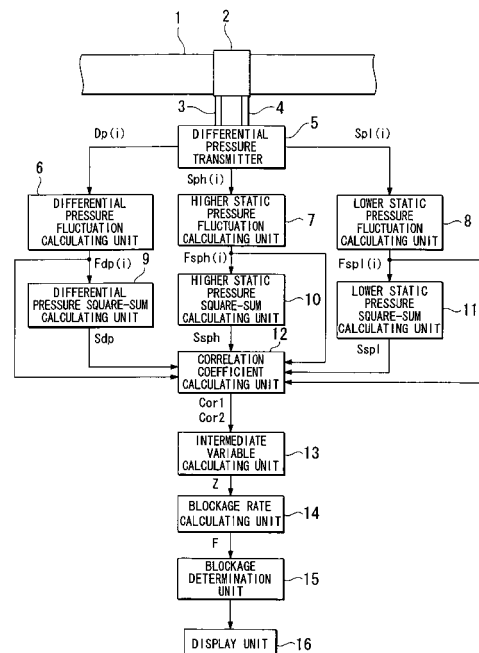 1
2
3
4
5
DIFFERENTIAL
PRESSURE
TRANSMITTER
Dp(i)
Sph(i)
Spl(i)
6
DIFFERENTIAL
PRESSURE
FLUCTUATION
CALCULATING UNIT
HIGHER STATIC
PRESSURE
FLUCTUATION
CALCULATING UNIT
7
LOWER STATIC
PRESSURE
FLUCTUATION
CALCULATING UNIT
8
Fdp(i)
9
Fsph(i)
Fspl(i)
DIFFERENTIAL
PRESSURE SQUARE-SUM
CALCULATING UNIT
HIGHER STATIC
PRESSURE
SQUARE-SUM
CALCULATING UNIT
10
LOWER STATIC
PRESSURE
SQUARE-SUM
CALCULATING UNIT
11
Sdp
Ssph
12
Sspl
CORRELATION
COEFFICIENT
CALCULATING UNIT
Cor1
Cor2
INTERMEDIATE
VARIABLE
CALCULATING UNIT
13
Z
BLOCKAGE RATE
CALCULATING UNIT
14
F
BLOCKAGE
DETERMINATION
UNIT
15
DISPLAY UNIT
16